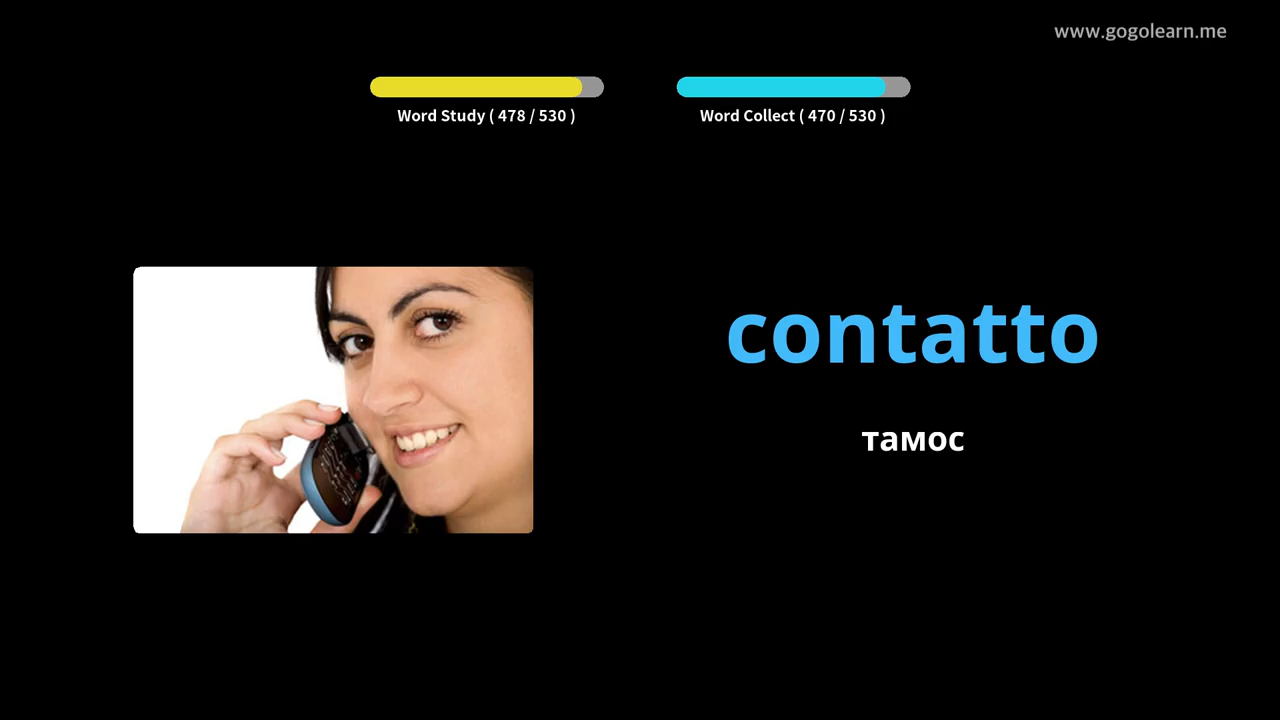 www.gogolearn.me
Word Study ( 478 / 530 )
Word Collect ( 470 / 530 )
contatto
тамос